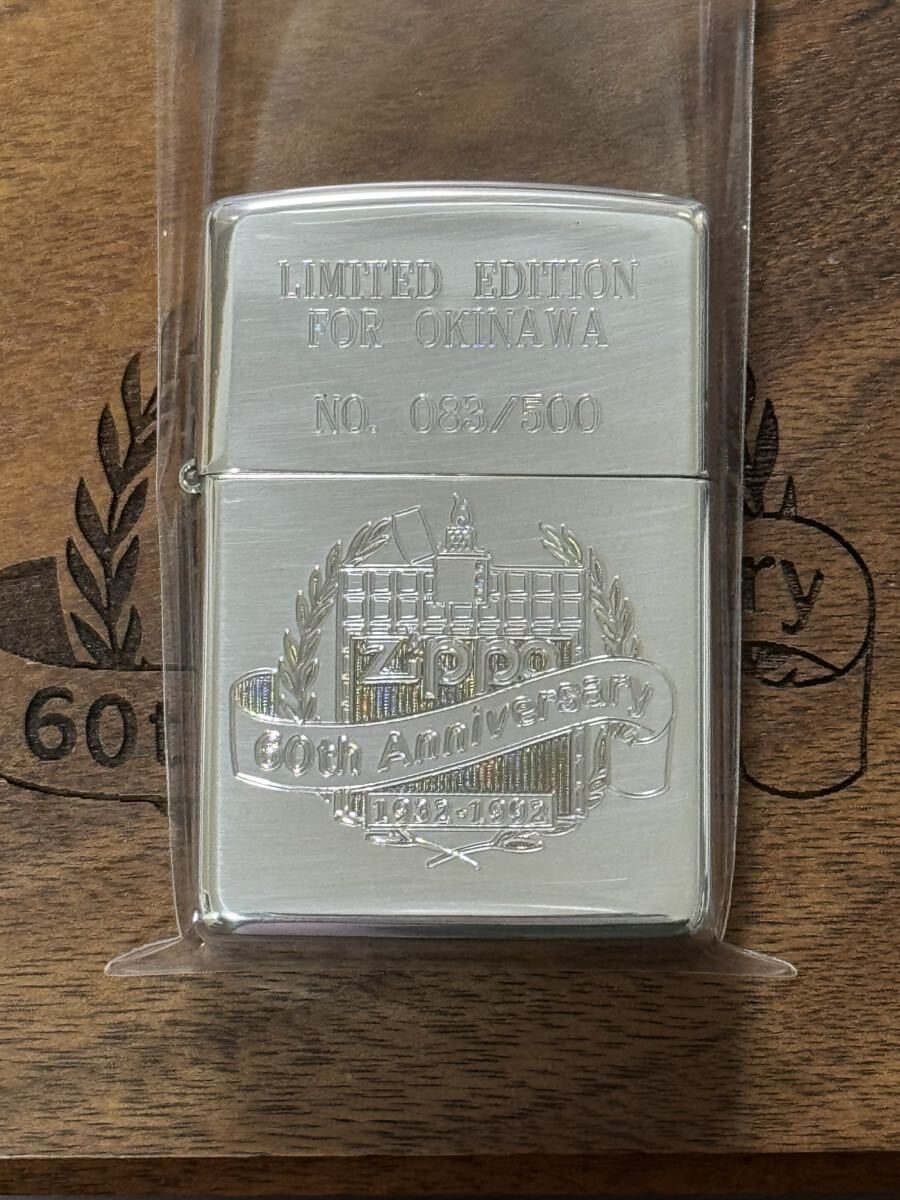 LIMITED EDITION
FOR OKINAWA
NO. 083/500
Zippo
60th Anniversary
1932-1992
60t
ry